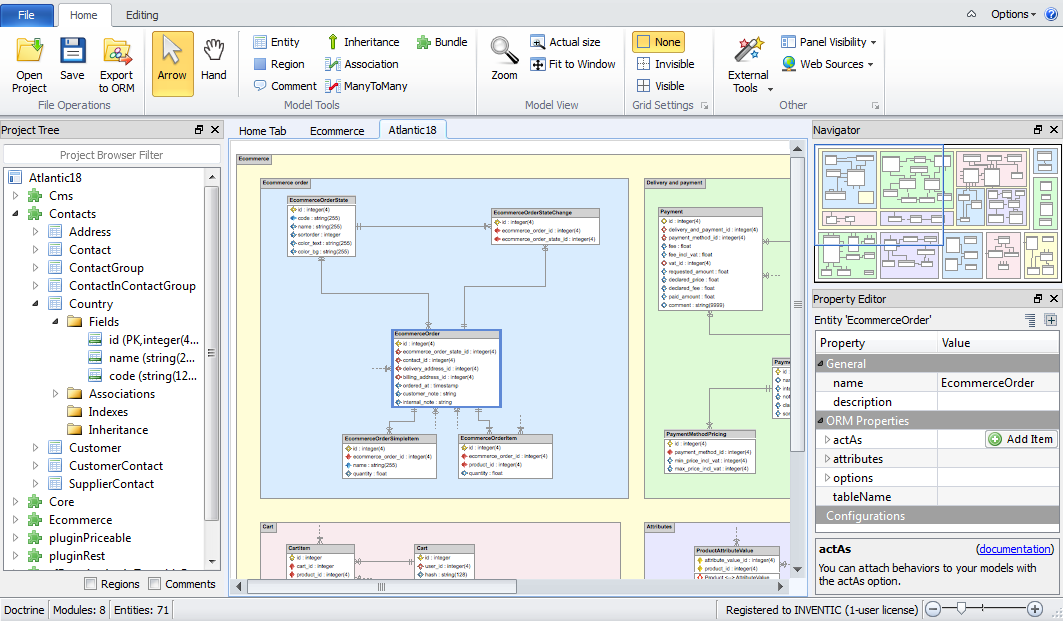 File Home Editing Options
Open Project
Save
Export to ORM
File Operations
Arrow
Hand
Entity
Region
Comment
Inheritance
Association
ManyToMany
Bundle
Model Tools
Zoom
Actual size
Fit to Window
Model View
None
Invisible
Visible
Grid Settings
External Tools
Panel Visibility
Web Sources
Other
Project Tree
Project Browser Filter
Atlantic18
Cms
Contacts
Address
Contact
ContactGroup
ContactInContactGroup
Country
Fields
id (PK,integer(4...
name (string(2...
code (string(12...
Associations
Indexes
Inheritance
Customer
CustomerContact
SupplierContact
Core
Ecommerce
pluginPriceable
pluginRest
Regions Comments
Home Tab Ecommerce Atlantic18
Ecommerce
Ecommerce order
EcommerceOrderState
id : integer(4)
code : string(255)
name : string(255)
sortorder : integer
color_text : string(255)
color_bg : string(255)
EcommerceOrderStateChange
id : integer(4)
ecommerce_order_id : integer(4)
ecommerce_order_state_id : integer(4)
EcommerceOrder
id : integer(4)
ecommerce_order_state_id : integer(4)
contact_id : integer(4)
delivery_address_id : integer(4)
billing_address_id : integer(4)
ordered_at : timestamp
customer_note : string
internal_note : string
EcommerceOrderSimpleItem
id : integer(4)
ecommerce_order_id : integer(4)
name : string(255)
quantity : float
EcommerceOrderItem
id : integer(4)
ecommerce_order_id : integer(4)
product_id : integer(4)
quantity : float
Delivery and payment
Payment
id : integer(4)
delivery_and_payment_id : integer(4)
payment_method_id : integer(4)
fee : float
fee_incl_vat : float
vat_id : integer(4)
requested_amount : float
declared_price : float
declared_fee : float
paid_amount : float
comment : string(9999)
PaymentMethodPricing
id : integer(4)
payment_method_id : integer(4)
min_price_incl_vat : integer(4)
max_price_incl_vat : integer(4)
Cart
CartItem
id : integer
cart_id : integer
product_id : integer(4)
Cart
id : integer
user_id : integer(4)
hash : string(128)
Attributes
ProductAttributeValue
attribute_value_id : integer(4)
product_id : integer(4)
Product <-> AttributeValue
Navigator
Property Editor
Entity 'EcommerceOrder'
Property Value
General
name EcommerceOrder
description
ORM Properties
actAs Add Item
attributes
options
tableName
Configurations
actAs (documentation)
You can attach behaviors to your models with
the actAs option.
Doctrine Modules: 8 Entities: 71 Registered to INVENTIC (1-user license)